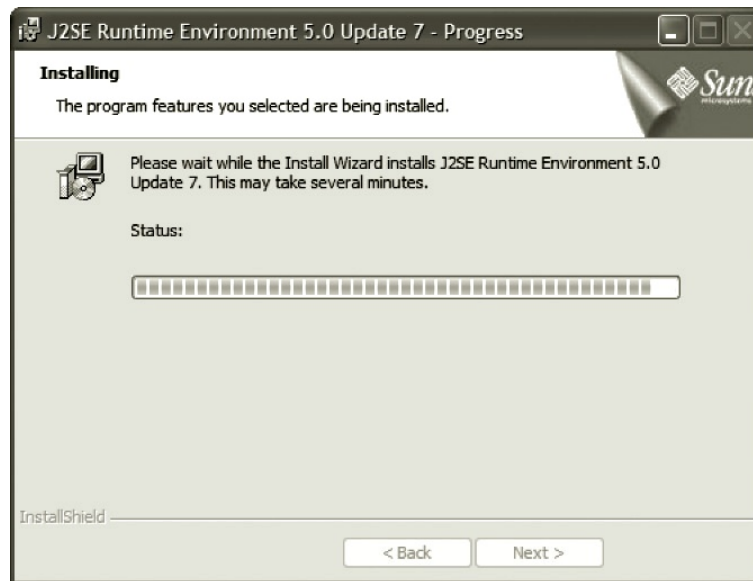 J2SE Runtime Environment 5.0 Update 7 - Progress
Installing
The program features you selected are being installed.
Sun
microsystems
Please wait while the Install Wizard installs J2SE Runtime Environment 5.0
Update 7. This may take several minutes.
Status:
InstallShield
< Back
Next >